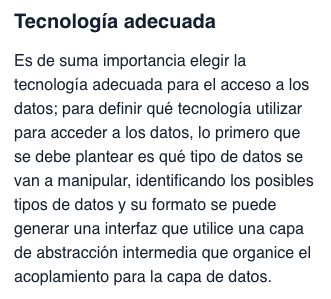 Tecnología adecuada
Es de suma importancia elegir la
tecnología adecuada para el acceso a los
datos; para definir qué tecnología utilizar
para acceder a los datos, lo primero que
se debe plantear es qué tipo de datos se
van a manipular, identificando los posibles
tipos de datos y su formato se puede
generar una interfaz que utilice una capa
de abstracción intermedia que organice el
acoplamiento para la capa de datos.